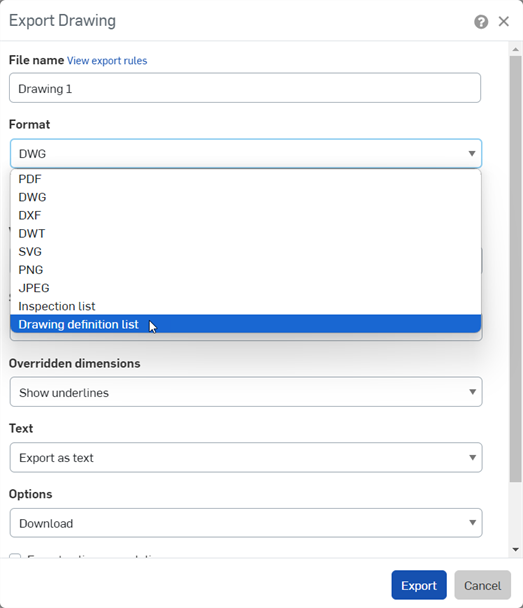 Export Drawing
File name View export rules
Drawing 1
Format
DWG
PDF
DWG
DXF
DWT
SVG
PNG
JPEG
Inspection list
Drawing definition list
Overridden dimensions
Show underlines
Text
Export as text
Options
Download
Export Cancel